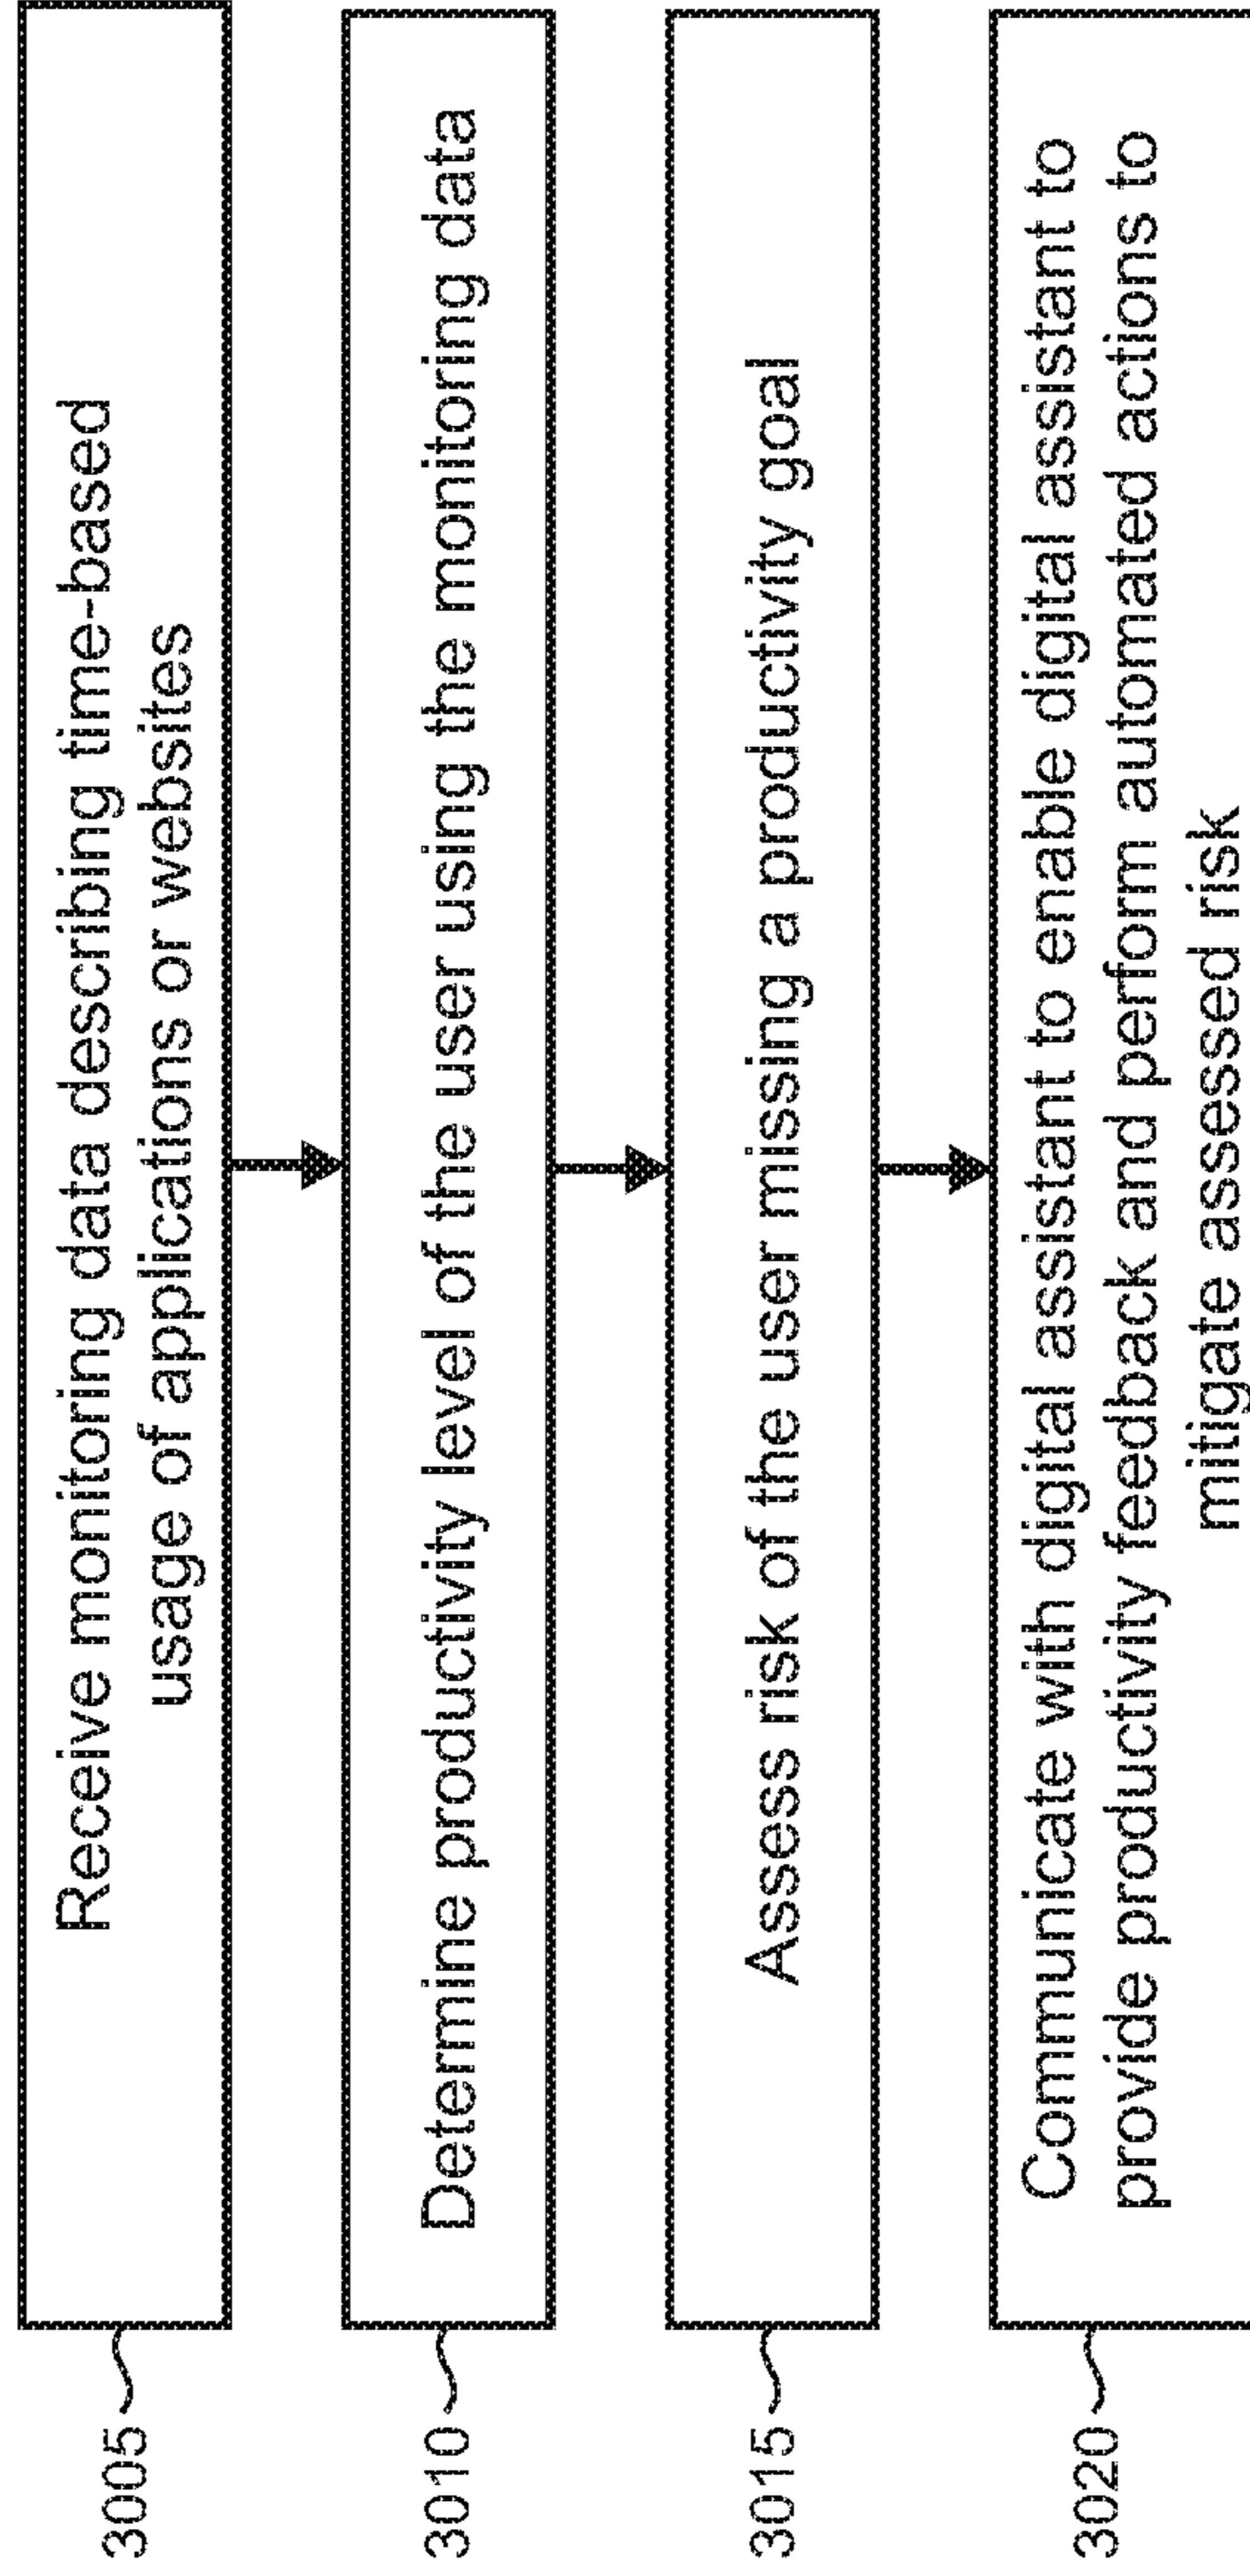 3005
Receive monitoring data describing time-based
usage of applications or websites
3010
Determine productivity level of the user using the monitoring data
3015
Assess risk of the user missing a productivity goal
3020
Communicate with digital assistant to enable digital assistant to
provide productivity feedback and perform automated actions to
mitigate assessed risk